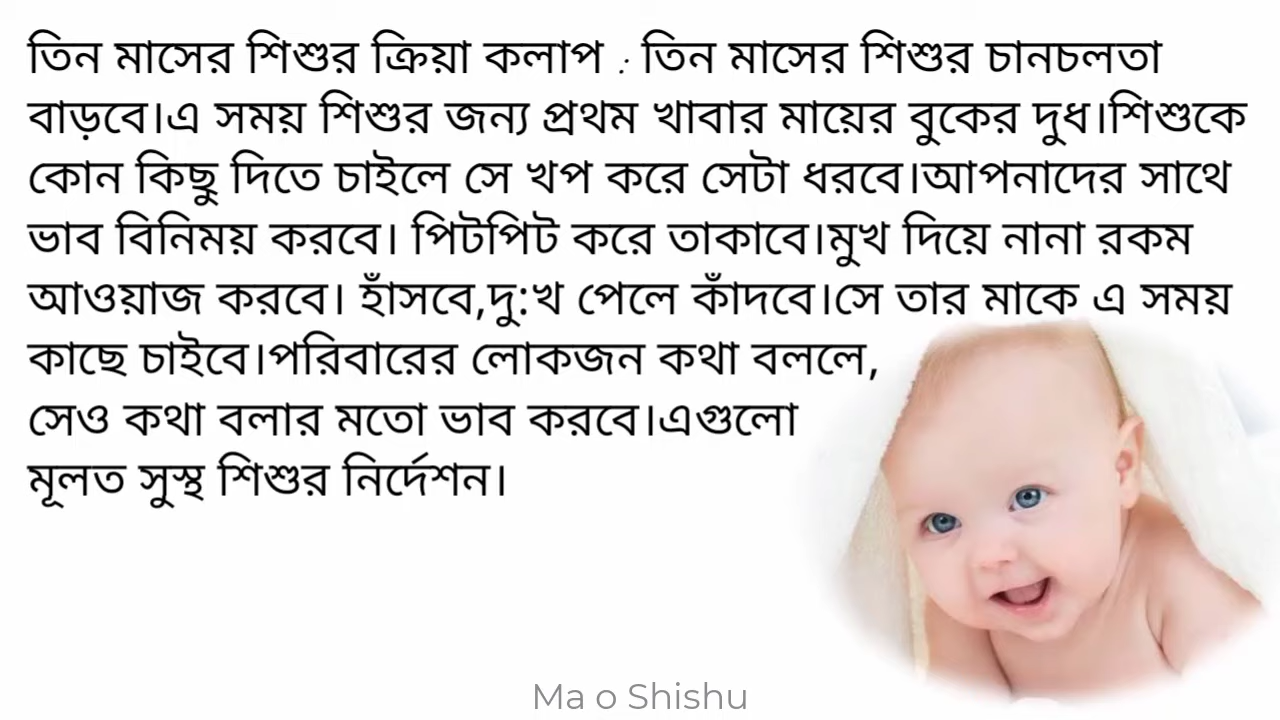 তিন মাসের শিশুর ক্রিয়া কলাপ : তিন মাসের শিশুর চানচলতা
বাড়বে।এ সময় শিশুর জন্য প্রথম খাবার মায়ের বুকের দুধ।শিশুকে
কোন কিছু দিতে চাইলে সে খপ করে সেটা ধরবে।আপনাদের সাথে
ভাব বিনিময় করবে। পিটপিট করে তাকাবে।মুখ দিয়ে নানা রকম
আওয়াজ করবে। হাঁসবে,দু:খ পেলে কাঁদবে।সে তার মাকে এ সময়
কাছে চাইবে।পরিবারের লোকজন কথা বললে,
সেও কথা বলার মতো ভাব করবে।এগুলো
মূলত সুস্থ শিশুর নির্দেশন।
Ma o Shishu